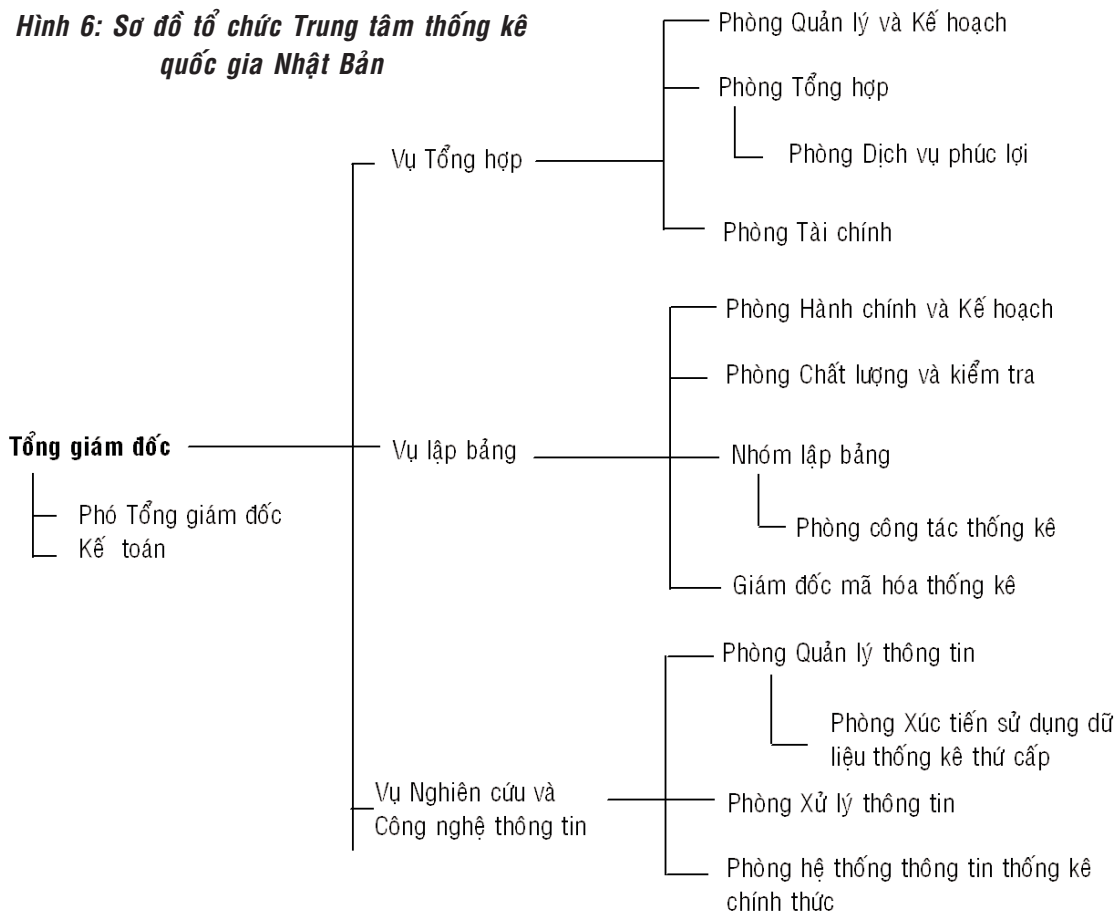 Hình 6: Sơ đồ tổ chức Trung tâm thống kê
quốc gia Nhật Bản
Phòng Quản lý và Kế hoạch
Phòng Tổng hợp
Vụ Tổng hợp
Phòng Dịch vụ phúc lợi
Phòng Tài chính
Phòng Hành chính và Kế hoạch
Phòng Chất lượng và kiểm tra
Tổng giám đốc
Vụ lập bảng
Nhóm lập bảng
Phó Tổng giám đốc
Kế toán
Phòng công tác thống kê
Giám đốc mã hóa thống kê
Phòng Quản lý thông tin
Phòng Xúc tiến sử dụng dữ
liệu thống kê thứ cấp
Vụ Nghiên cứu và
Công nghệ thông tin
Phòng Xử lý thông tin
Phòng hệ thống thông tin thống kê
chính thức